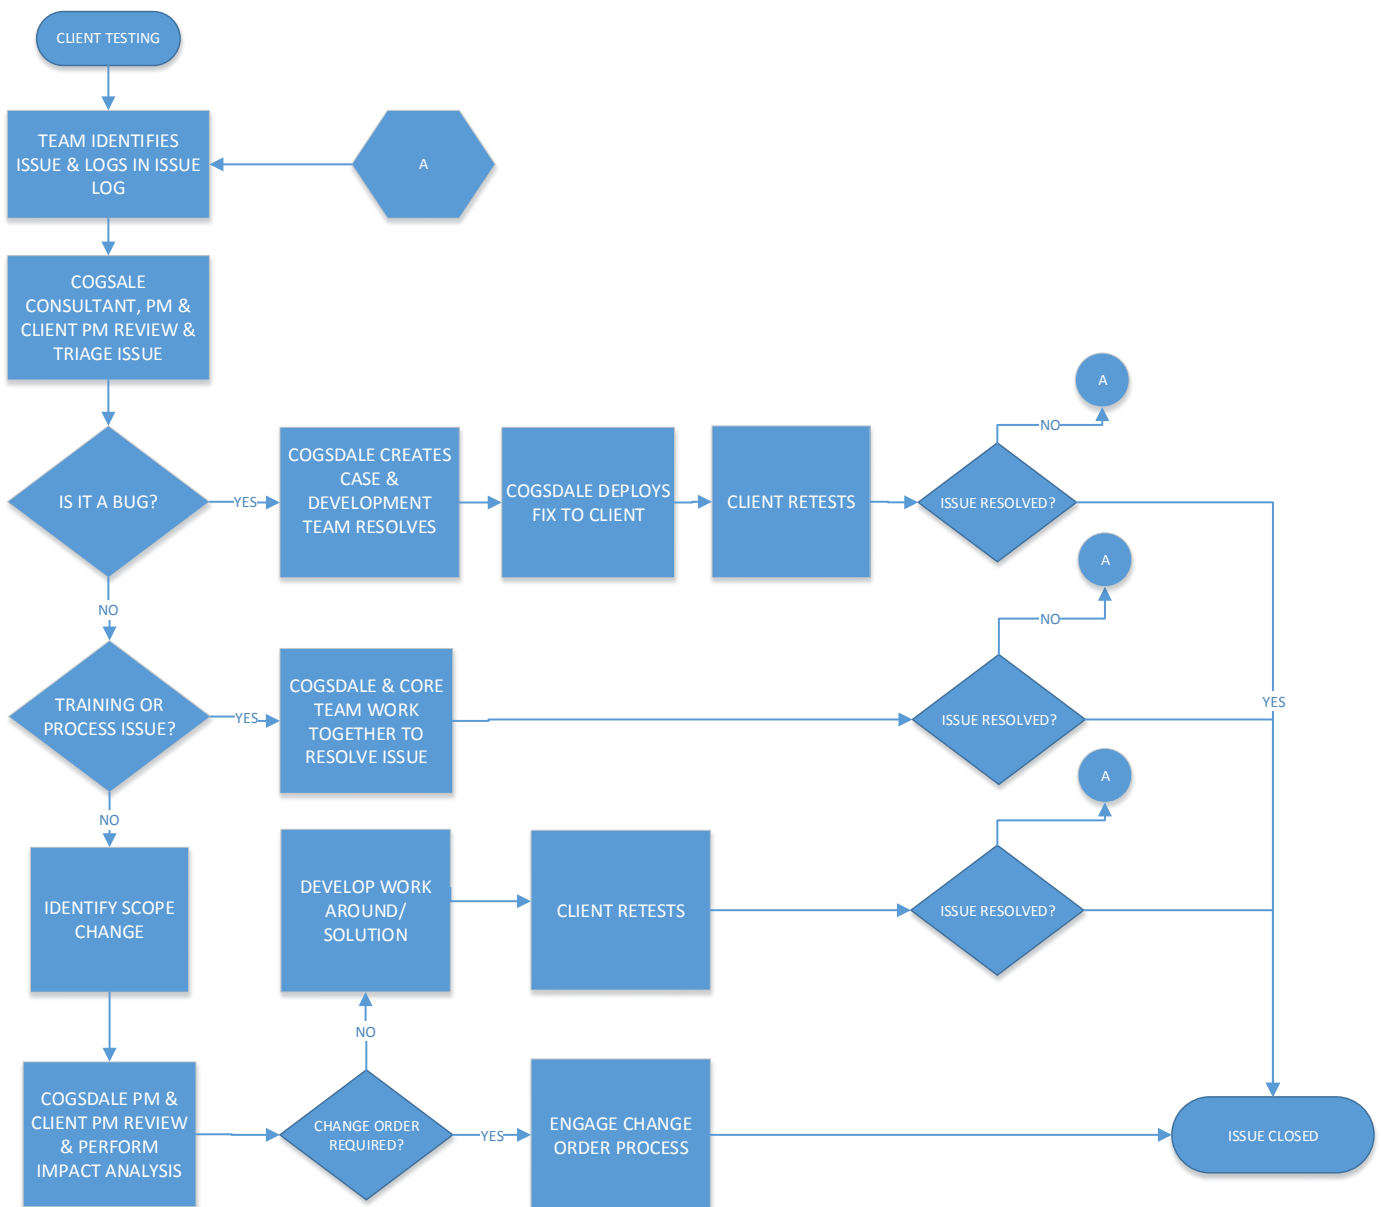 CLIENT TESTING
TEAM IDENTIFIES
ISSUE & LOGS IN ISSUE
LOG
A
COGSALE
CONSULTANT, PM &
CLIENT PM REVIEW &
TRIAGE ISSUE
A
IS IT A BUG?
YES
COGSDALE CREATES
CASE &
DEVELOPMENT
TEAM RESOLVES
COGSDALE DEPLOYS
FIX TO CLIENT
CLIENT RETESTS
ISSUE RESOLVED?
NO
A
NO
NO
TRAINING OR
PROCESS ISSUE?
YES
COGSDALE & CORE
TEAM WORK
TOGETHER TO
RESOLVE ISSUE
ISSUE RESOLVED?
YES
A
NO
IDENTIFY SCOPE
CHANGE
DEVELOP WORK
AROUND/
SOLUTION
CLIENT RETESTS
ISSUE RESOLVED?
NO
COGSDALE PM &
CLIENT PM REVIEW
& PERFORM
IMPACT ANALYSIS
CHANGE ORDER
REQUIRED?
YES
ENGAGE CHANGE
ORDER PROCESS
ISSUE CLOSED